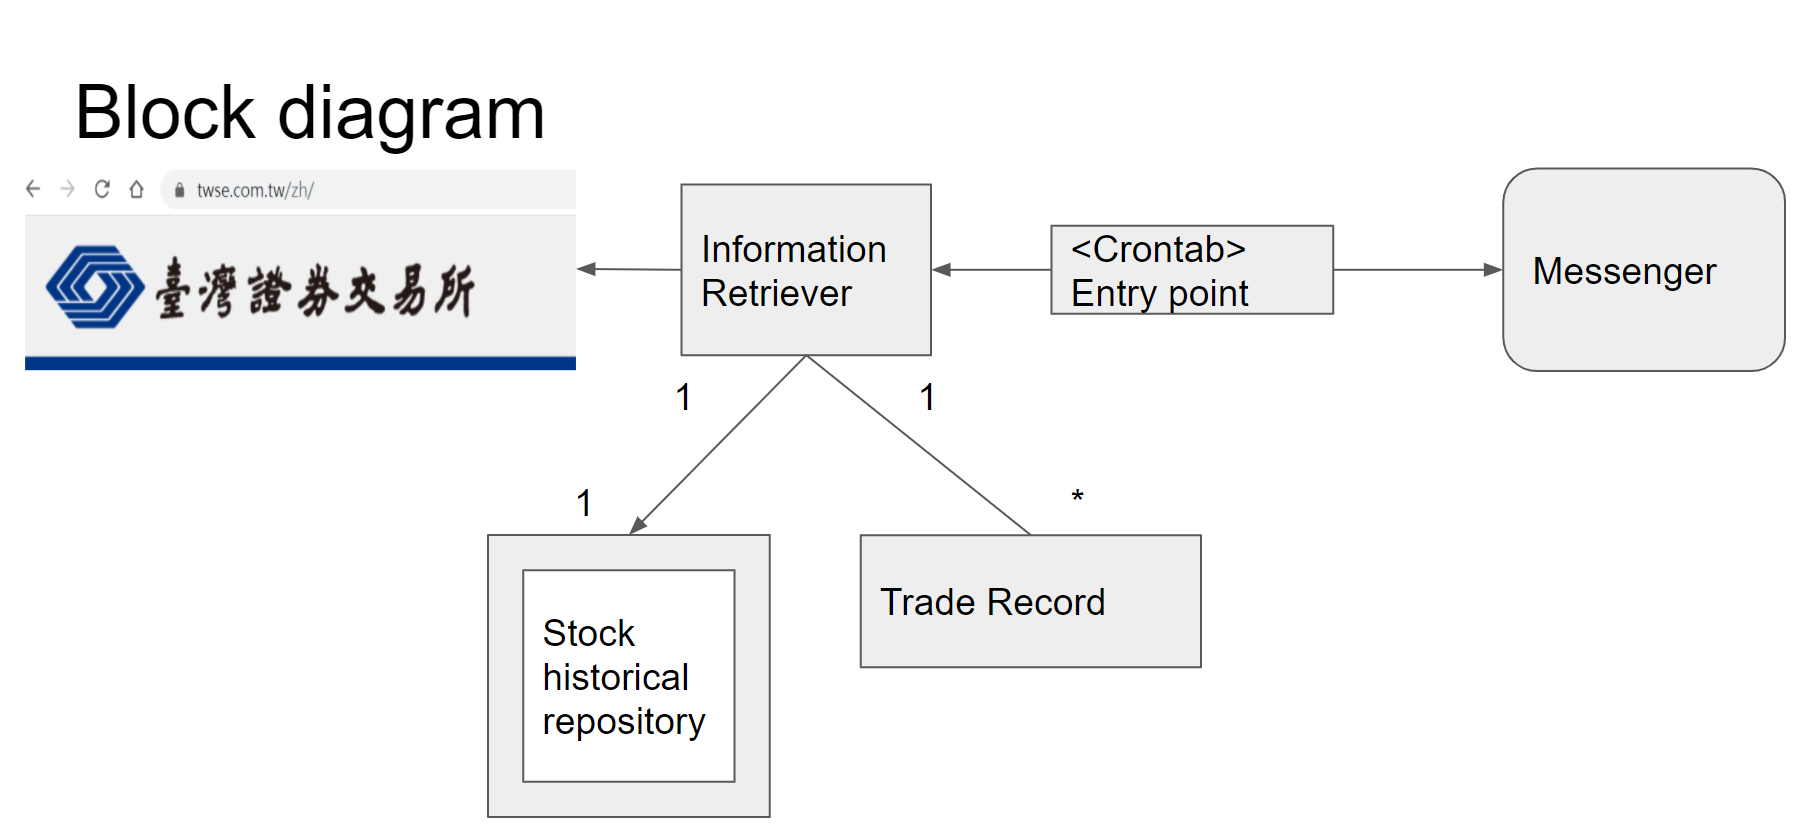 Block diagram
twse.com.tw/zh/
臺灣證券交易所
Information
Retriever
<Crontab>
Entry point
Messenger
1
1
1
*
Stock
historical
repository
Trade Record